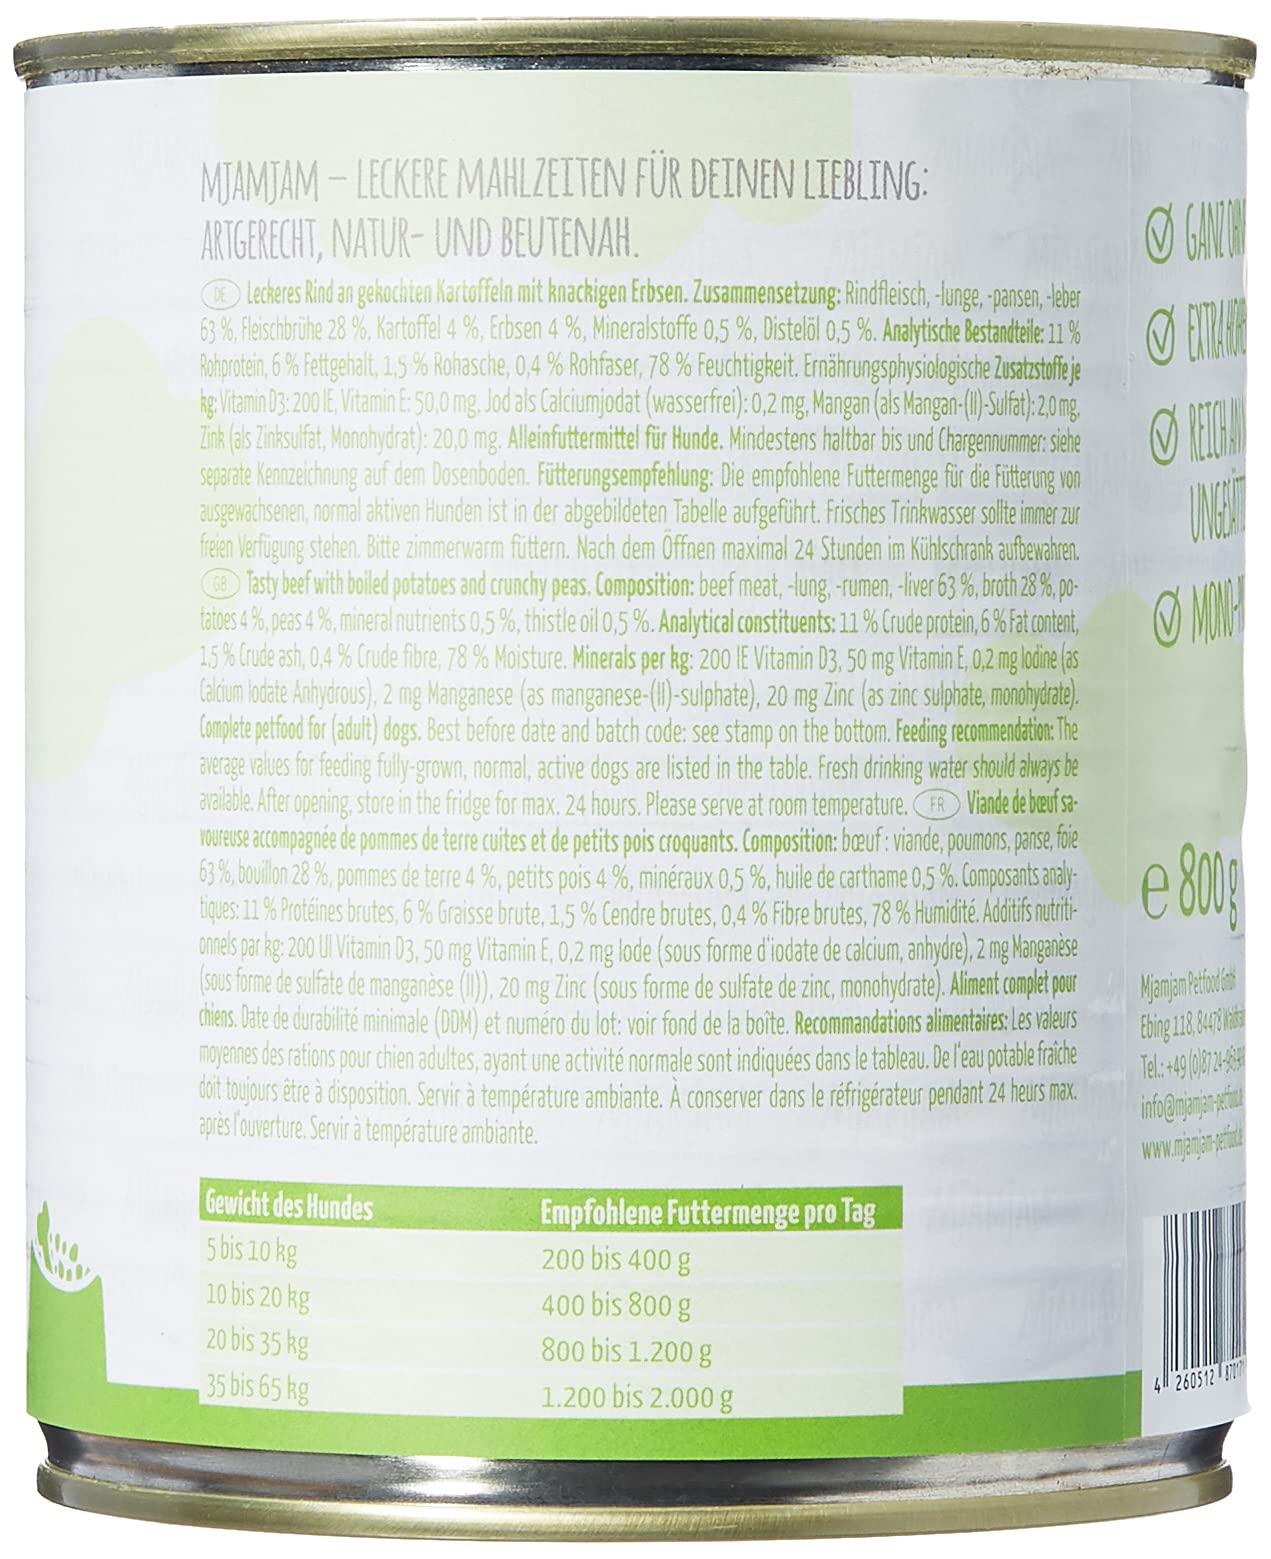 MJAMJAM – LECKERE MAHLZEITEN FÜR DEINEN LIEBLING:
ARTGERECHT, NATUR- UND BEUTENAH.
DE Leckeres Rind an gekochten Kartoffeln mit knackigen Erbsen. Zusammensetzung: Rindfleisch, -lunge, -pansen, -leber
63 %, Fleischbrühe 28 %, Kartoffel 4 %, Erbsen 4 %, Mineralstoffe 0,5 %, Distelöl 0,5 %. Analytische Bestandteile: 11 %
Rohprotein, 6 % Fettgehalt, 1,5 % Rohasche, 0,4 % Rohfaser, 78 % Feuchtigkeit. Ernährungsphysiologische Zusatzstoffe je
kg: Vitamin D3: 200 IE, Vitamin E: 50,0 mg, Jod als Calciumjodat (wasserfrei): 0,2 mg, Mangan (als Mangan-(II)-Sulfat): 2,0 mg,
Zink (als Zinksulfat, Monohydrat): 20,0 mg. Alleinfuttermittel für Hunde. Mindestens haltbar bis und Chargennummer: siehe
separate Kennzeichnung auf dem Dosenboden. Fütterungsempfehlung: Die empfohlene Futtermenge für die Fütterung von
ausgewachsenen, normal aktiven Hunden ist in der abgebildeten Tabelle aufgeführt. Frisches Trinkwasser sollte immer zur
freien Verfügung stehen. Bitte zimmerwarm füttern. Nach dem Öffnen maximal 24 Stunden im Kühlschrank aufbewahren.
GB Tasty beef with boiled potatoes and crunchy peas. Composition: beef meat, -lung, -rumen, -liver 63 %, broth 28 %, po-
tatoes 4 %, peas 4 %, mineral nutrients 0,5 %, thistle oil 0,5 %. Analytical constituents: 11 % Crude protein, 6 % Fat content,
1,5 % Crude ash, 0,4 % Crude fibre, 78 % Moisture. Minerals per kg: 200 IE Vitamin D3, 50 mg Vitamin E, 0,2 mg Iodine (as
Calcium Iodate Anhydrous), 2 mg Manganese (as manganese-(II)-sulphate), 20 mg Zinc (as zinc sulphate, monohydrate).
Complete petfood for (adult) dogs. Best before date and batch code: see stamp on the bottom. Feeding recommendation: The
average values for feeding fully-grown, normal, active dogs are listed in the table. Fresh drinking water should always be
available. After opening, store in the fridge for max. 24 hours. Please serve at room temperature. FR Viande de bœuf sa-
voureuse accompagnée de pommes de terre cuites et de petits pois croquants. Composition: bœuf : viande, poumons, panse, foie
63 %, bouillon 28 %, pommes de terre 4 %, petits pois 4 %, minéraux 0,5 %, huile de carthame 0,5 %. Composants analy-
tiques: 11 % Protéines brutes, 6 % Graisse brute, 1,5 % Cendre brutes, 0,4 % Fibre brutes, 78 % Humidité. Additifs nutriti-
onnels par kg: 200 UI Vitamin D3, 50 mg Vitamin E, 0,2 mg Iode (sous forme d'iodate de calcium, anhydre), 2 mg Manganèse
(sous forme de sulfate de manganèse (II)), 20 mg Zinc (sous forme de sulfate de zinc, monohydrate). Aliment complet pour
chiens. Date de durabilité minimale (DDM) et numéro du lot: voir fond de la boîte. Recommandations alimentaires: Les valeurs
moyennes des rations pour chien adultes, ayant une activité normale sont indiquées dans le tableau. De l'eau potable fraîche
doit toujours être à disposition. Servir à température ambiante. À conserver dans le réfrigérateur pendant 24 heurs max.
après l'ouverture. Servir à température ambiante.
Gewicht des Hundes Empfohlene Futtermenge pro Tag
5 bis 10 kg 200 bis 400 g
10 bis 20 kg 400 bis 800 g
20 bis 35 kg 800 bis 1.200 g
35 bis 65 kg 1.200 bis 2.000 g
GANZ
EXTRA
REICH AN
MONO-
e 800 g
Mjamjam Petfood GmbH
Ebing 118, 84478
Tel.: +49 (0)87 24-
info@mjamjam-petfood.
www.mjamjam-petfood.de
4 260512